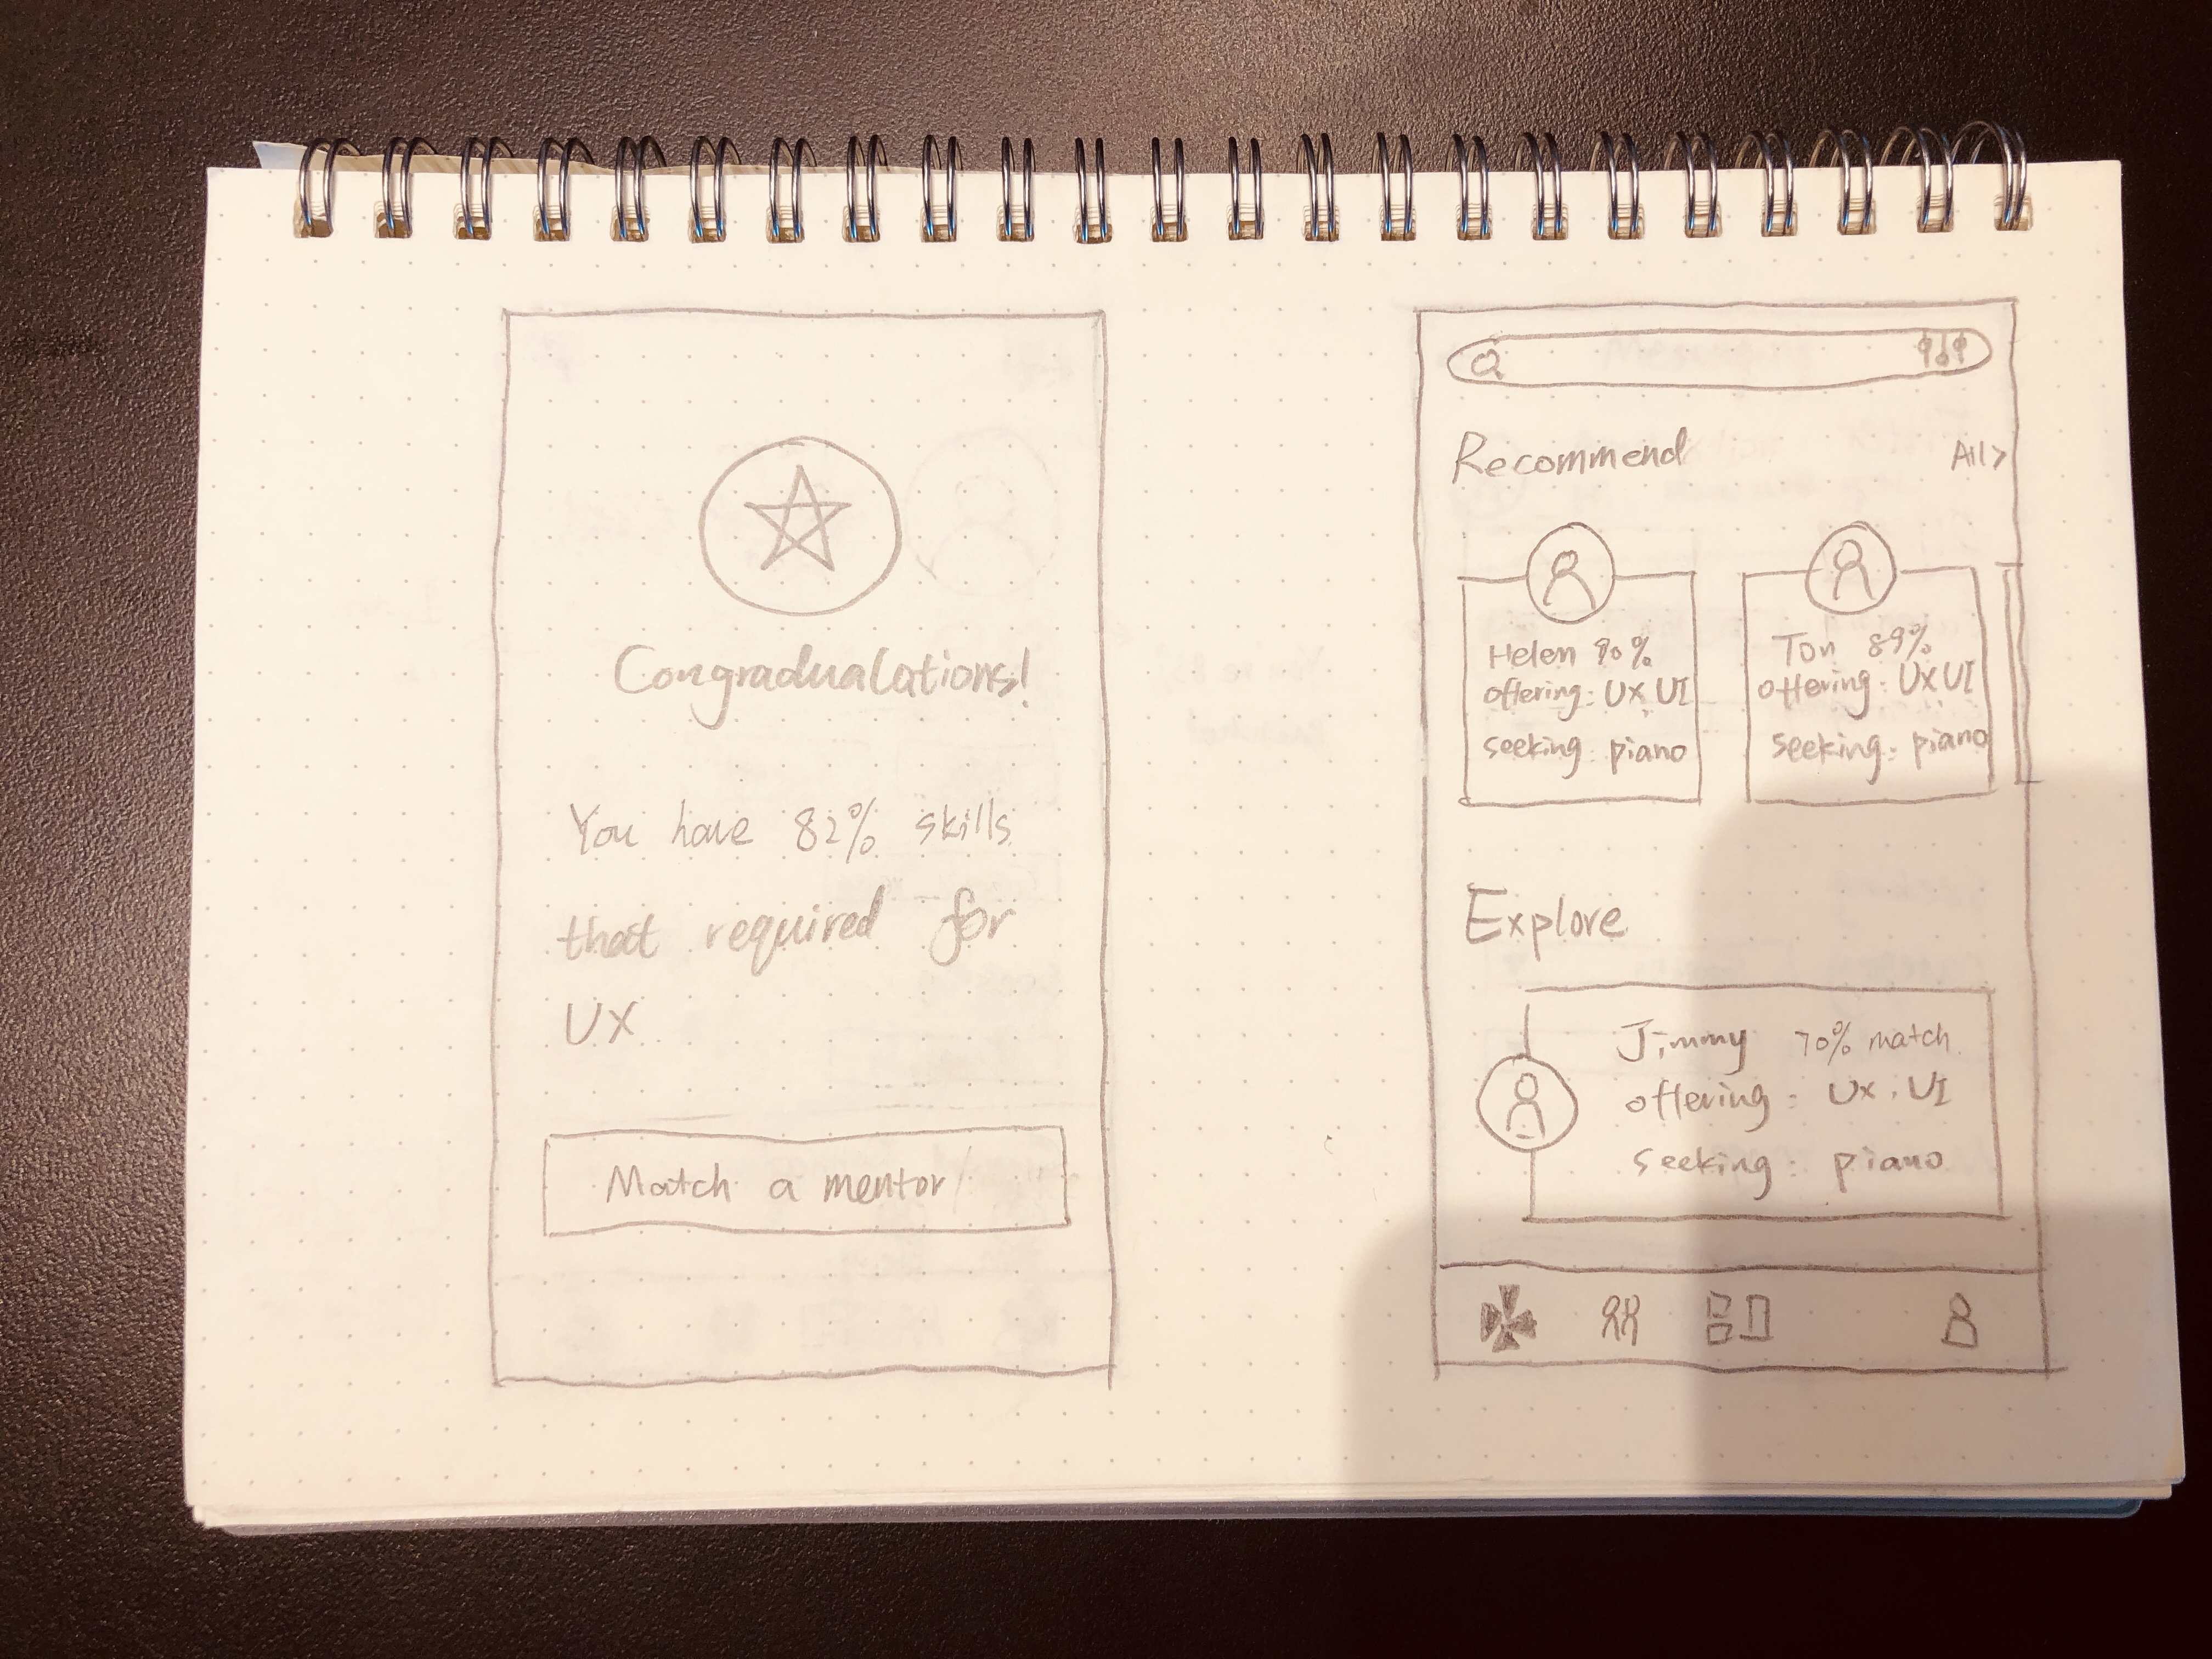 Congradualations!
You have 82% skills
that required for
UX
Match a mentor
Recommend
All >
Helen 90%
offering: UX, UI
seeking: piano
Ton 89%
offering: UX, UI
seeking: piano
Explore
Jimmy 70% match
offering: UX, UI
seeking: piano